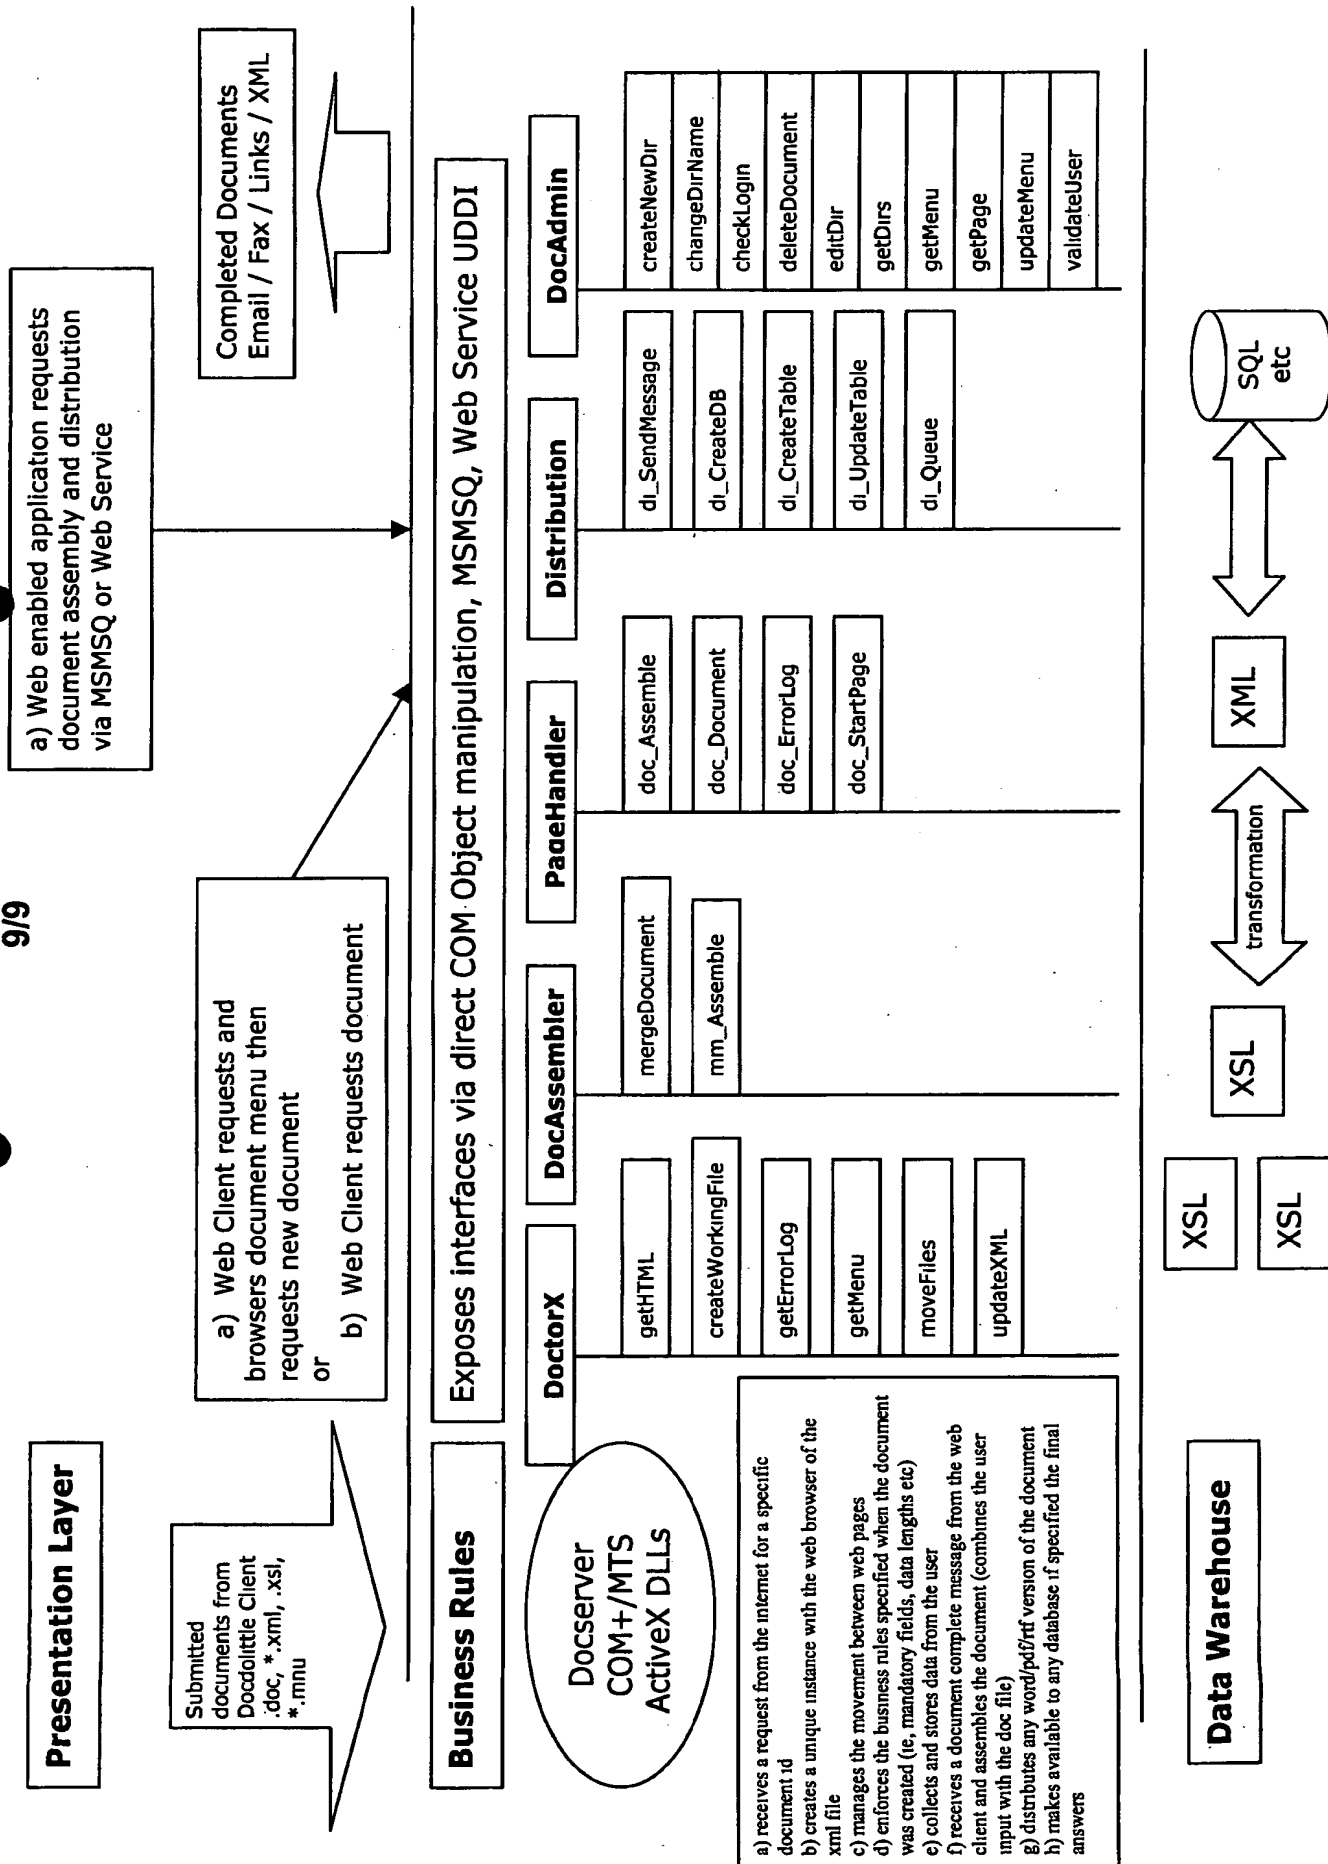 9/9
Presentation Layer
a) Web enabled application requests
document assembly and distribution
via MSMSQ or Web Service
Submitted
documents from
Docdolittle Client
.doc, *.xml, .xsl,
*.mnu
a) Web Client requests and
browsers document menu then
requests new document
or
b) Web Client requests document
Completed Documents
Email / Fax / Links / XML
Business Rules
Exposes interfaces via direct COM Object manipulation, MSMSQ, Web Service UDDI
Docserver
COM+/MTS
ActiveX DLLs
DoctorX
getHTML
createWorkingFile
getErrorLog
getMenu
moveFiles
updateXML
DocAssembler
mergeDocument
mm_Assemble
PageHandler
doc_Assemble
doc_Document
doc_ErrorLog
doc_StartPage
Distribution
di_SendMessage
di_CreateDB
di_CreateTable
di_UpdateTable
di_Queue
DocAdmin
createNewDir
changeDirName
checkLogin
deleteDocument
editDir
getDirs
getMenu
getPage
updateMenu
validateUser
a) receives a request from the internet for a specific
document id
b) creates a unique instance with the web browser of the
xml file
c) manages the movement between web pages
d) enforces the business rules specified when the document
was created (ie, mandatory fields, data lengths etc)
e) collects and stores data from the user
f) receives a document complete message from the web
client and assembles the document (combines the user
input with the doc file)
g) distributes any word/pdf/rtf version of the document
h) makes available to any database if specified the final
answers
Data Warehouse
XSL
XSL
XSL
transformation
XML
SQL
etc